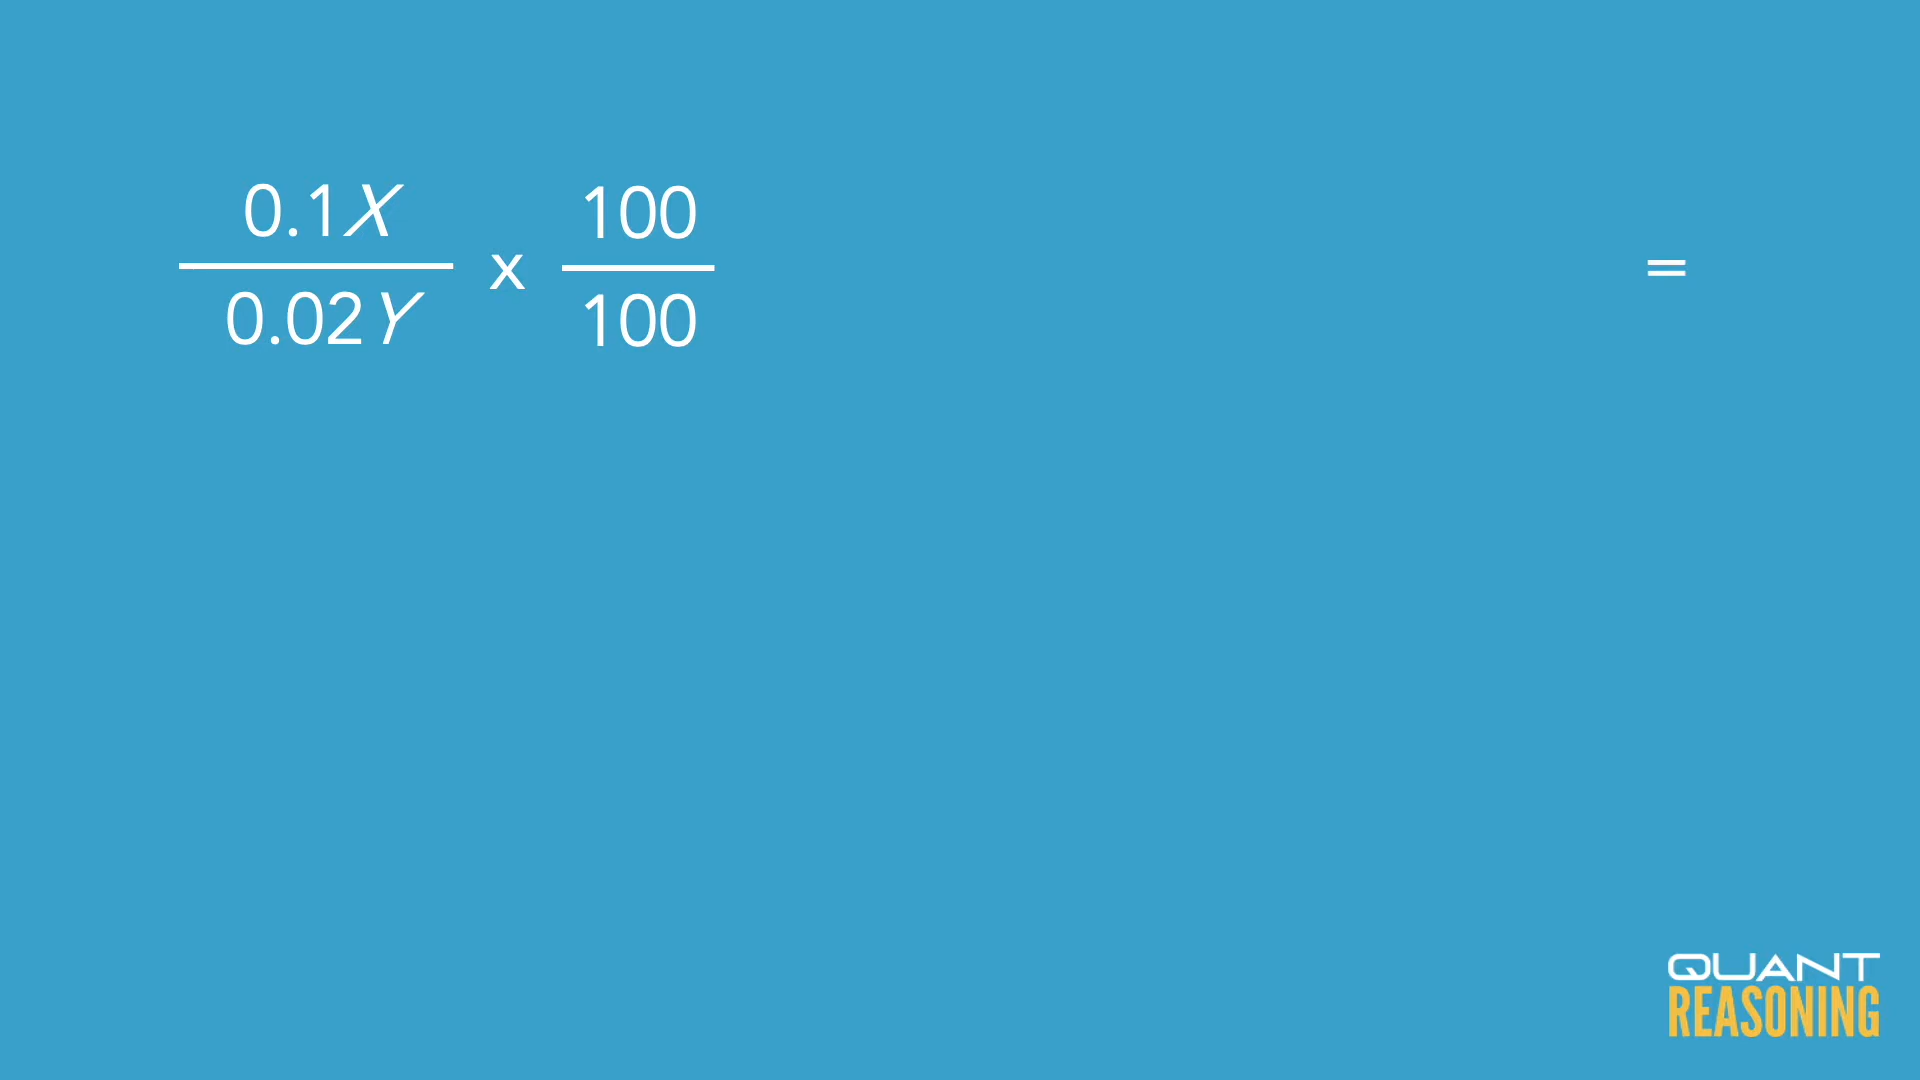 0.1X
0.02Y
x
100
100
=
QUANT
REASONING